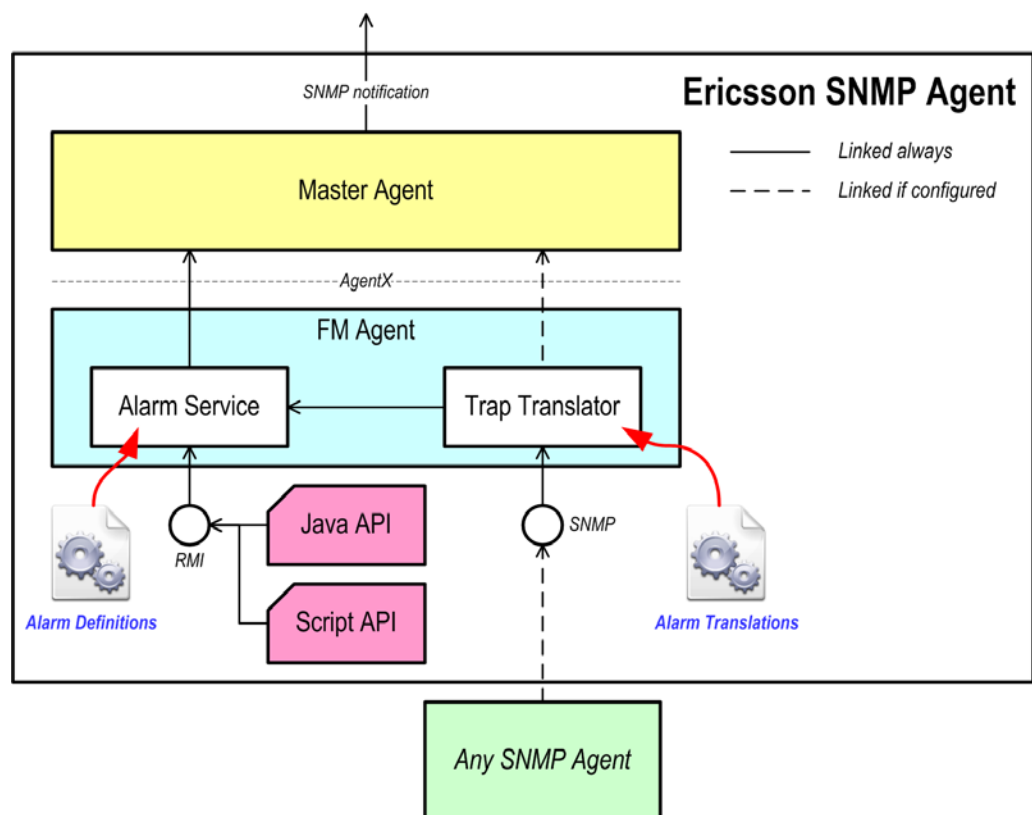 SNMP notification
Ericsson SNMP Agent
Linked always
Linked if configured
Master Agent
AgentX
FM Agent
Alarm Service
Trap Translator
RMI
Java API
SNMP
Script API
Alarm Definitions
Alarm Translations
Any SNMP Agent